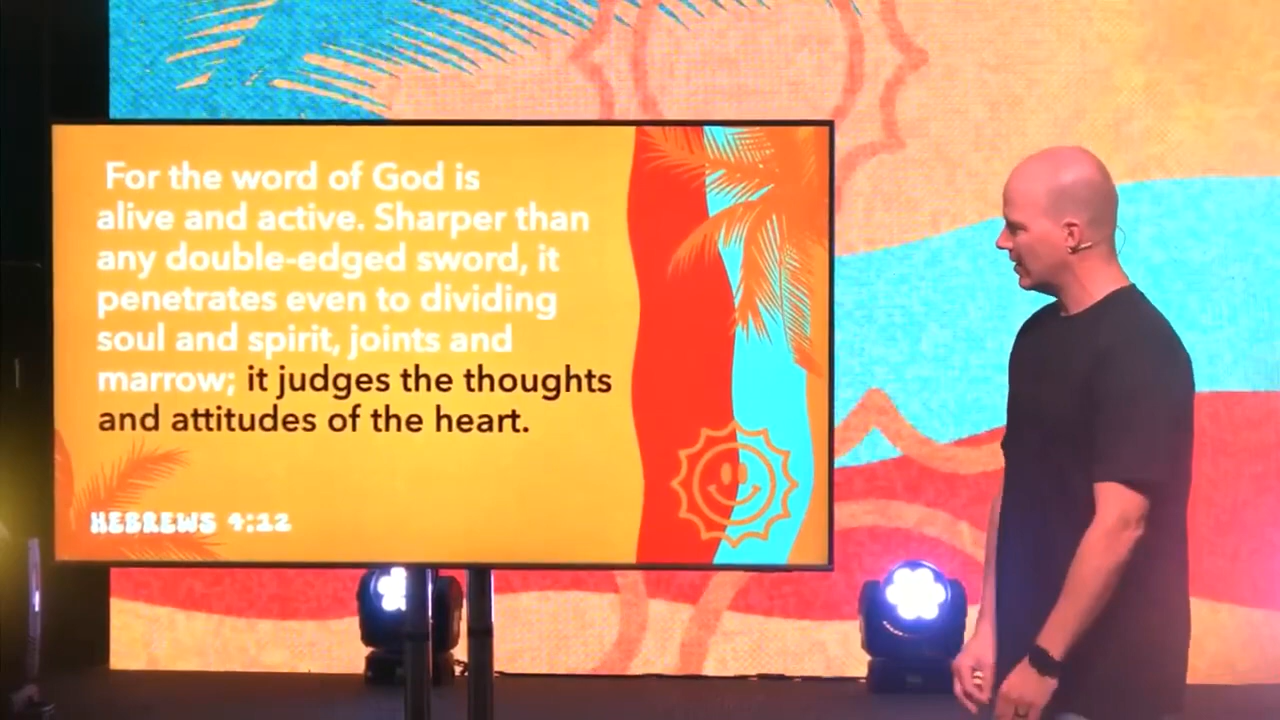 For the word of God is
alive and active. Sharper than
any double-edged sword, it
penetrates even to dividing
soul and spirit, joints and
marrow; it judges the thoughts
and attitudes of the heart.
HEBREWS 4:12